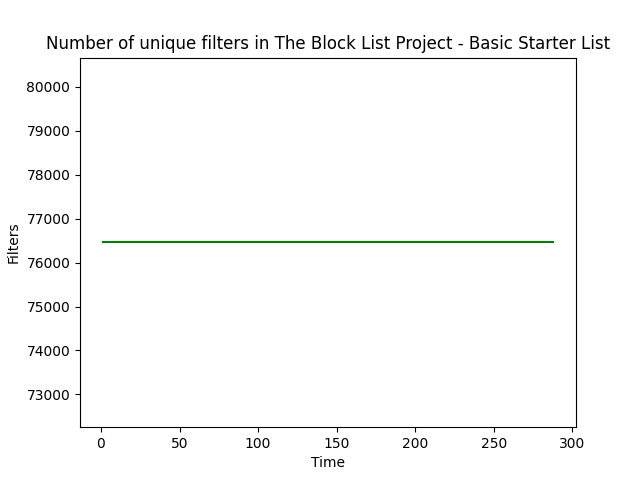 Number of unique filters in The Block List Project - Basic Starter List
80000
79000
78000
77000
76000
75000
74000
73000
Filters
0 50 100 150 200 250 300
Time